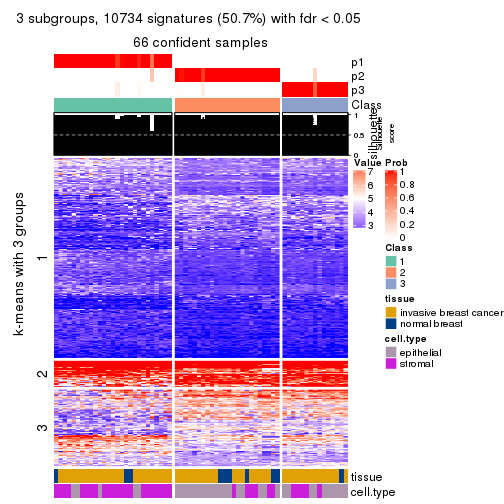 3 subgroups, 10734 signatures (50.7%) with fdr < 0.05
66 confident samples
p1
p2
p3
Class
1
0.5
0
silhouette
Silhouette
score
k-means with 3 groups
1
2
3
Value
7
6
5
4
3
Prob
1
0.8
0.6
0.4
0.2
0
Class
1
2
3
tissue
invasive breast cancer
normal breast
cell.type
epithelial
stromal
tissue
cell.type